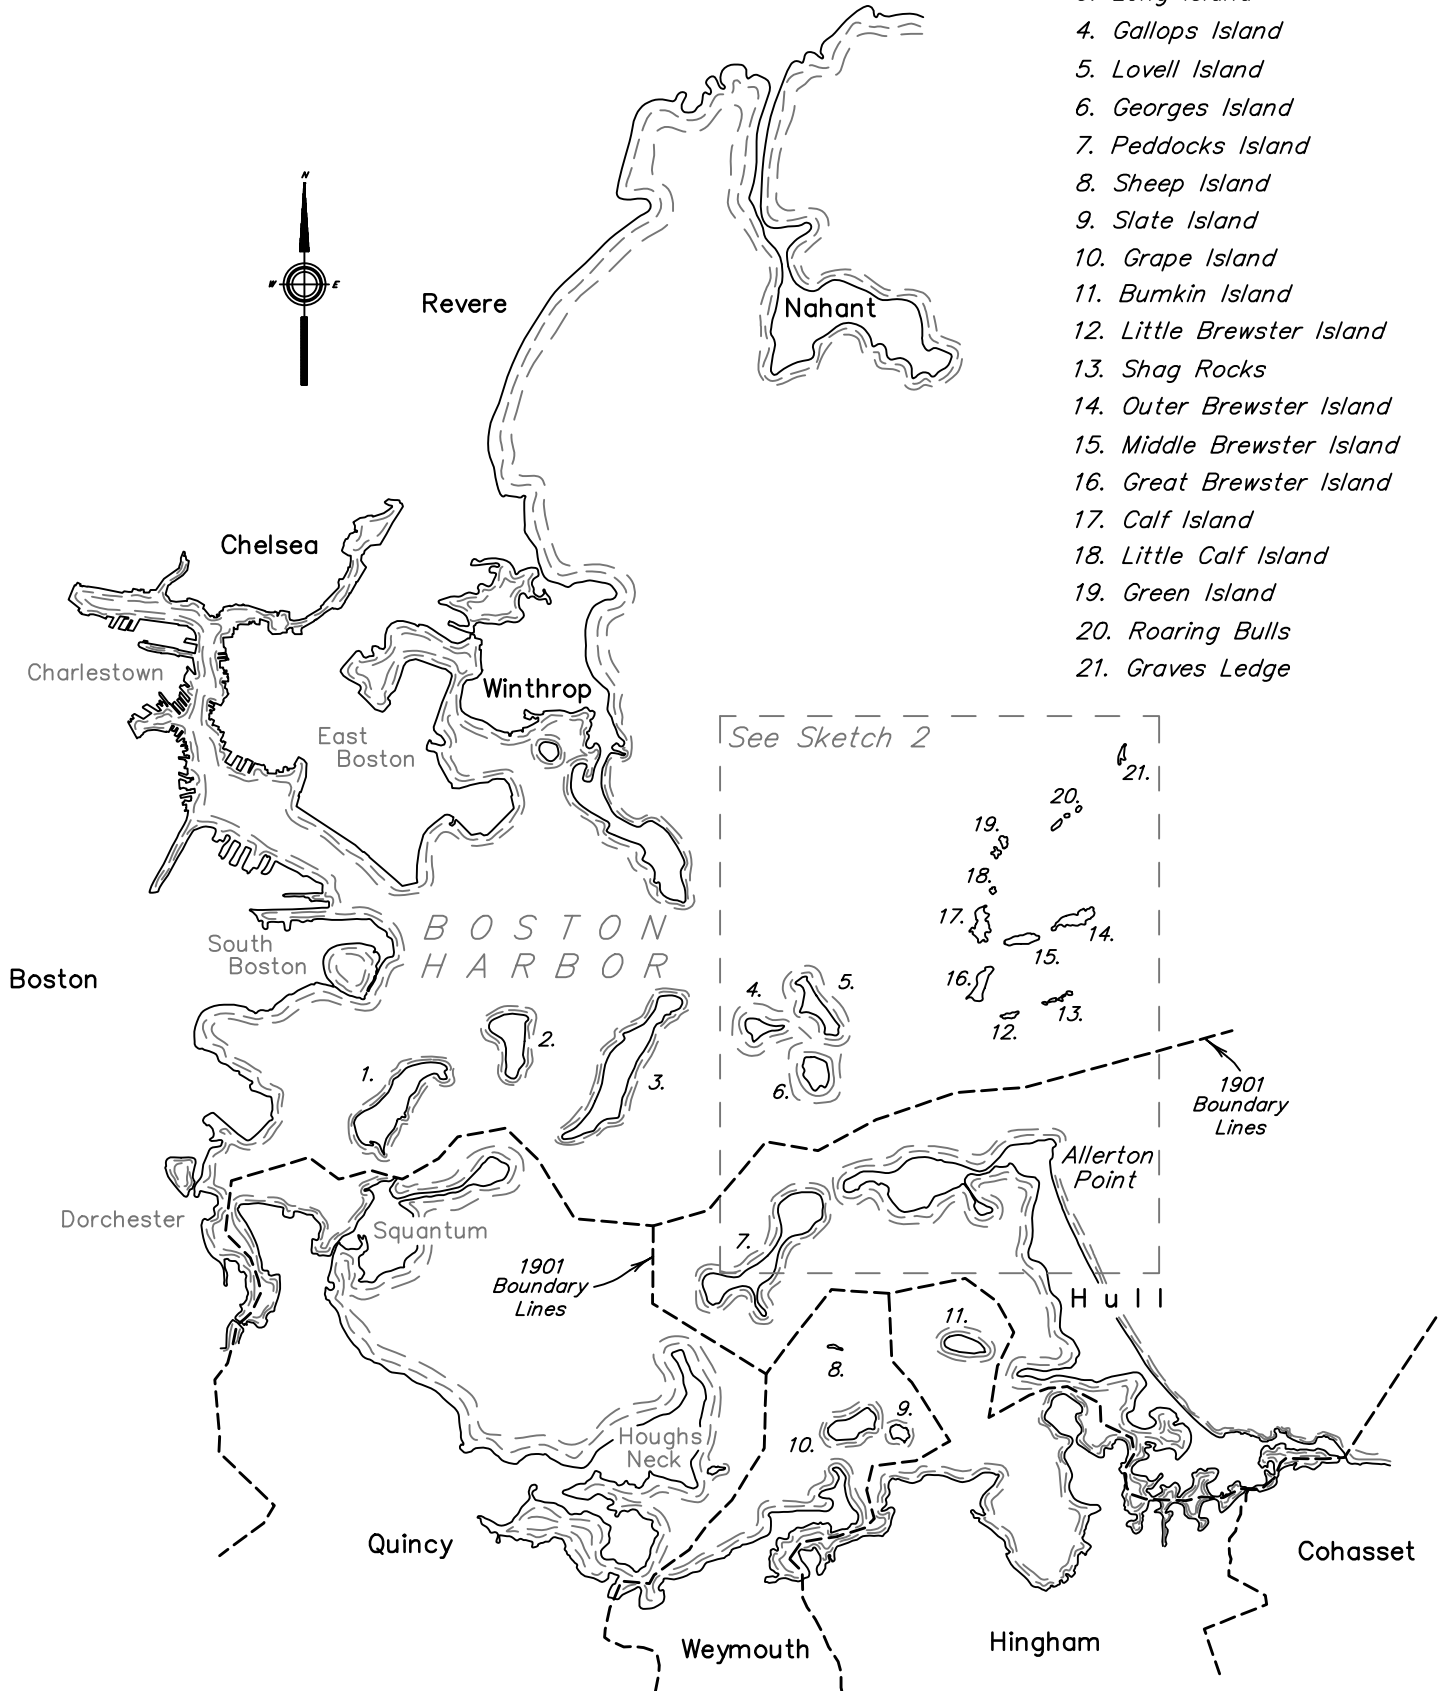 4. Gallops Island
5. Lovell Island
6. Georges Island
7. Peddocks Island
8. Sheep Island
9. Slate Island
10. Grape Island
11. Bumkin Island
12. Little Brewster Island
13. Shag Rocks
14. Outer Brewster Island
15. Middle Brewster Island
16. Great Brewster Island
17. Calf Island
18. Little Calf Island
19. Green Island
20. Roaring Bulls
21. Graves Ledge
N
W
E
Revere
Nahant
Chelsea
Charlestown
Winthrop
East
Boston
See Sketch 2
21.
20.
19.
18.
17.
14.
15.
16.
13.
12.
BOSTON
HARBOR
South
Boston
Boston
5.
4.
6.
1.
2.
3.
1901
Boundary
Lines
Allerton
Point
Dorchester
Squantum
7.
1901
Boundary
Lines
Hull
11.
8.
9.
10.
Houghs
Neck
Quincy
Cohasset
Weymouth
Hingham